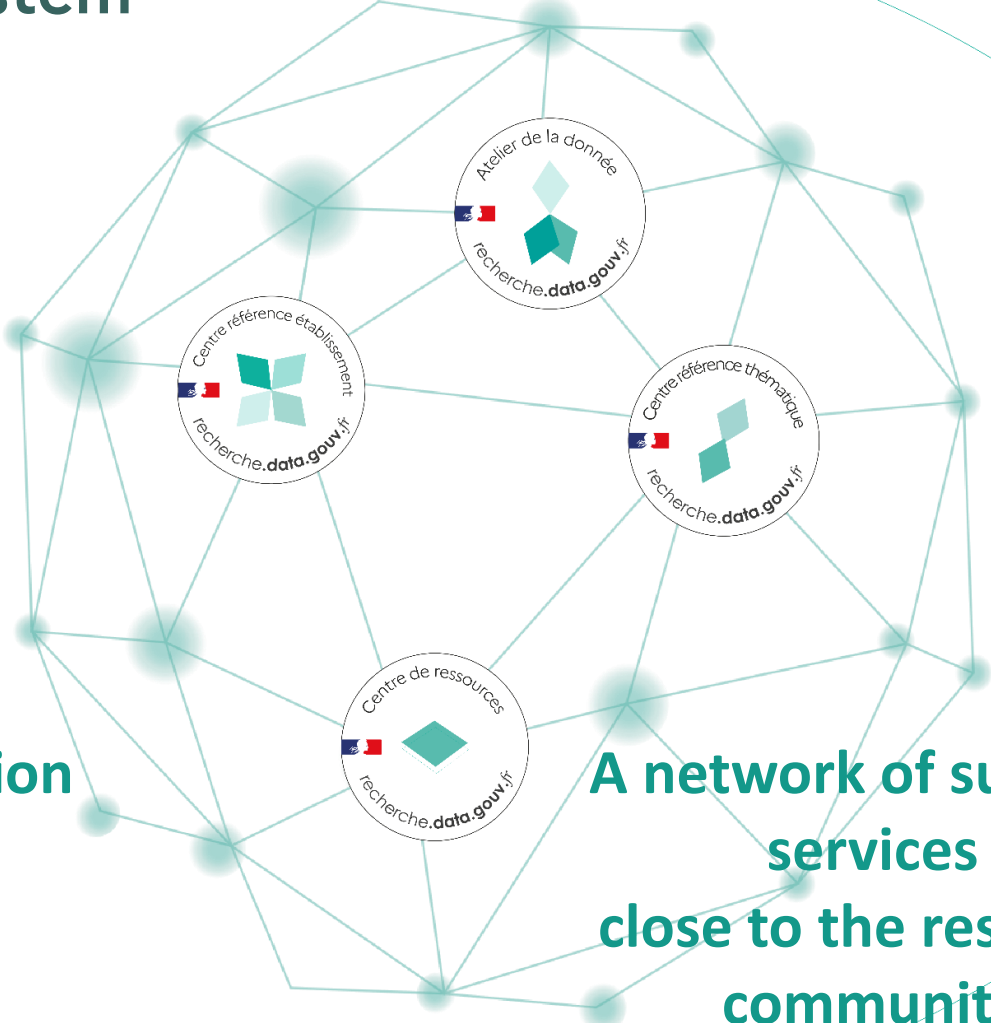 stem
Atelier de la donnée
recherche.data.gouv.fr
Centre référence établissement
recherche.data.gouv.fr
Centre référence thématique
recherche.data.gouv.fr
Centre de ressources
recherche.data.gouv.fr
ion
A network of su
services
close to the res
communit